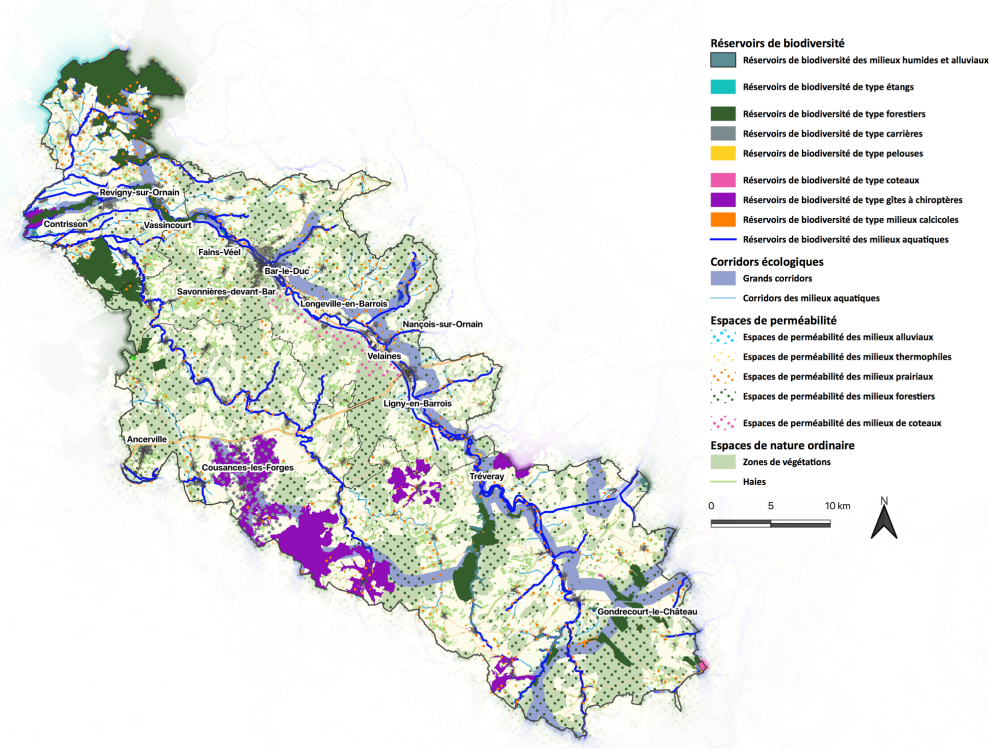 Réservoirs de biodiversité
Réservoirs de biodiversité des milieux humides et alluviaux
Réservoirs de biodiversité de type étangs
Réservoirs de biodiversité de type forestiers
Réservoirs de biodiversité de type carrières
Réservoirs de biodiversité de type pelouses
Réservoirs de biodiversité de type coteaux
Réservoirs de biodiversité de type gîtes à chiroptères
Réservoirs de biodiversité de type milieux calcicoles
Réservoirs de biodiversité des milieux aquatiques
Corridors écologiques
Grands corridors
Corridors des milieux aquatiques
Espaces de perméabilité
Espaces de perméabilité des milieux alluviaux
Espaces de perméabilité des milieux thermophiles
Espaces de perméabilité des milieux prairiaux
Espaces de perméabilité des milieux forestiers
Espaces de perméabilité des milieux de coteaux
Espaces de nature ordinaire
Zones de végétations
Haies
0 5 10 km
N
Revigny-sur-Ornain
Contrisson
Vassincourt
Fains-Véel
Bar-le-Duc
Savonnières-devant-Bar
Longeville-en-Barrois
Nançois-sur-Ornain
Velaines
Ligny-en-Barrois
Ancerville
Cousances-les-Forges
Tréveray
Gondrecourt-le-Château